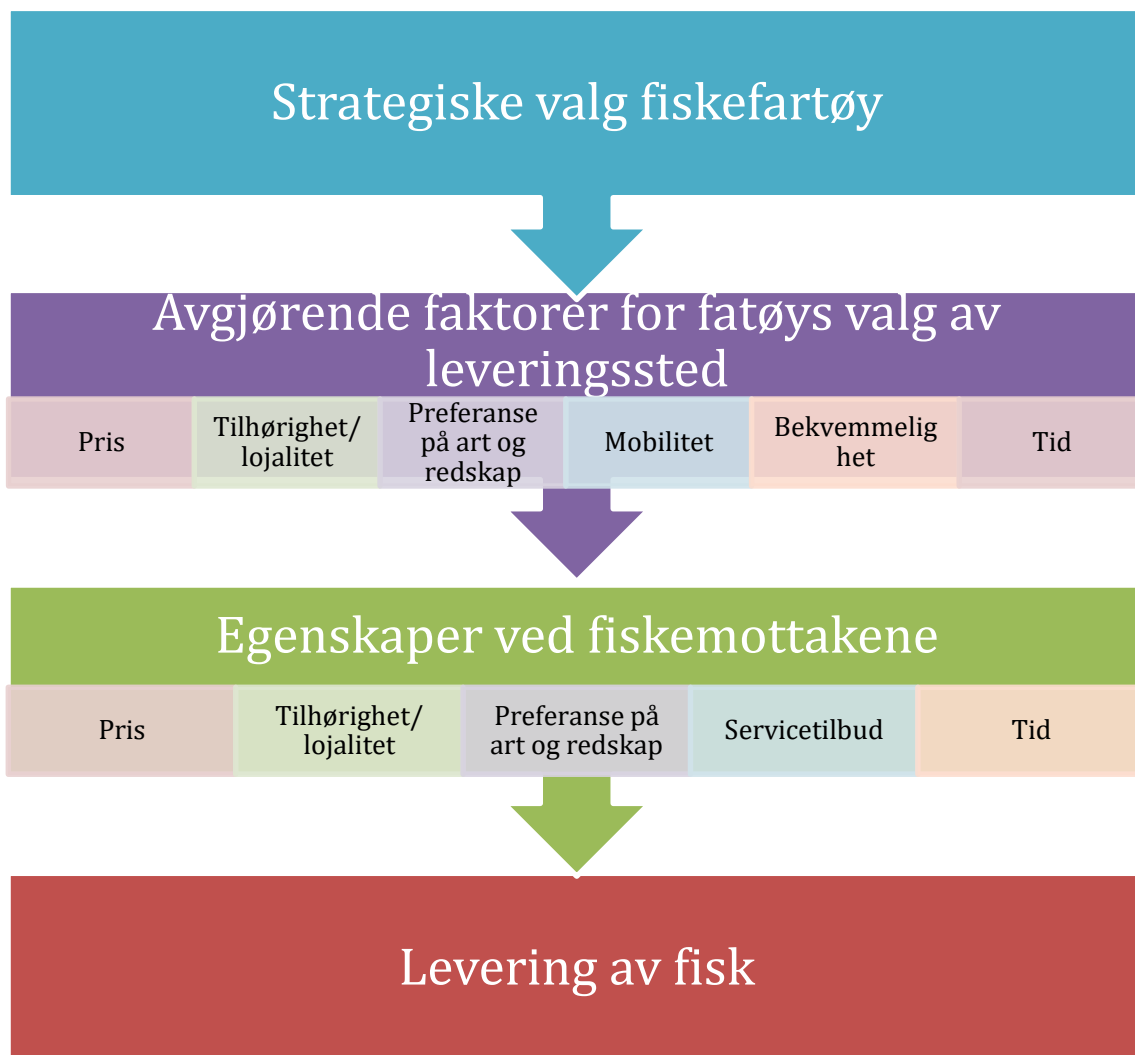 Strategiske valg fiskefartøy
Avgjørende faktorer for fatøys valg av
leveringssted
Pris
Tilhørighet/
lojalitet
Preferanse
på art og
redskap
Mobilitet
Bekvemmelig
het
Tid
Egenskaper ved fiskemottakene
Pris
Tilhørighet/
lojalitet
Preferanse på
art og redskap
Servicetilbud
Tid
Levering av fisk